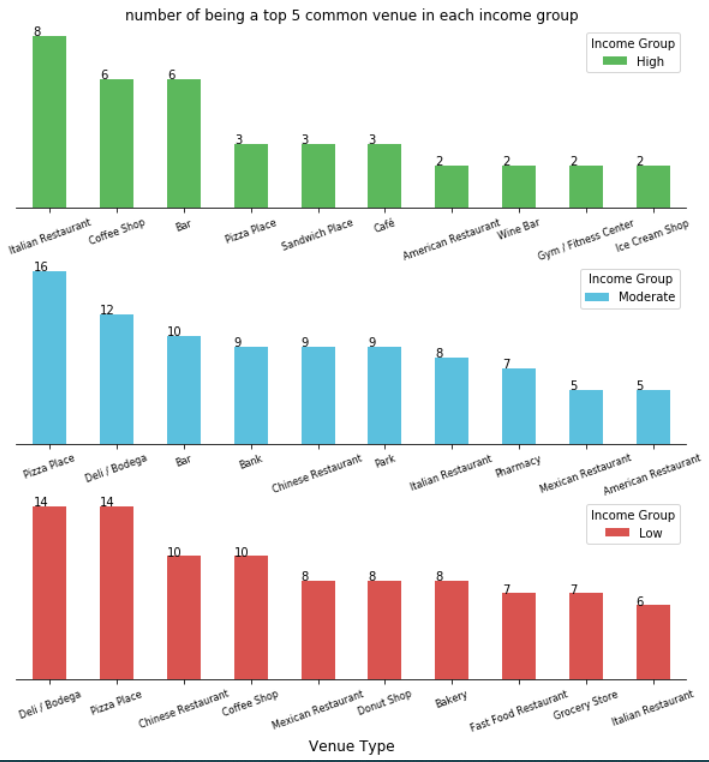 number of being a top 5 common venue in each income group
Income Group
High
8
6
6
3
3
3
2
2
2
2
Italian Restaurant
Coffee Shop
Bar
Pizza Place
Sandwich Place
Café
American Restaurant
Wine Bar
Gym / Fitness Center
Ice Cream Shop
Income Group
Moderate
16
12
10
9
9
9
8
7
5
5
Pizza Place
Deli / Bodega
Bar
Bank
Chinese Restaurant
Park
Italian Restaurant
Pharmacy
Mexican Restaurant
American Restaurant
Income Group
Low
14
14
10
10
8
8
8
7
7
6
Deli / Bodega
Pizza Place
Chinese Restaurant
Coffee Shop
Mexican Restaurant
Donut Shop
Bakery
Fast Food Restaurant
Grocery Store
Italian Restaurant
Venue Type